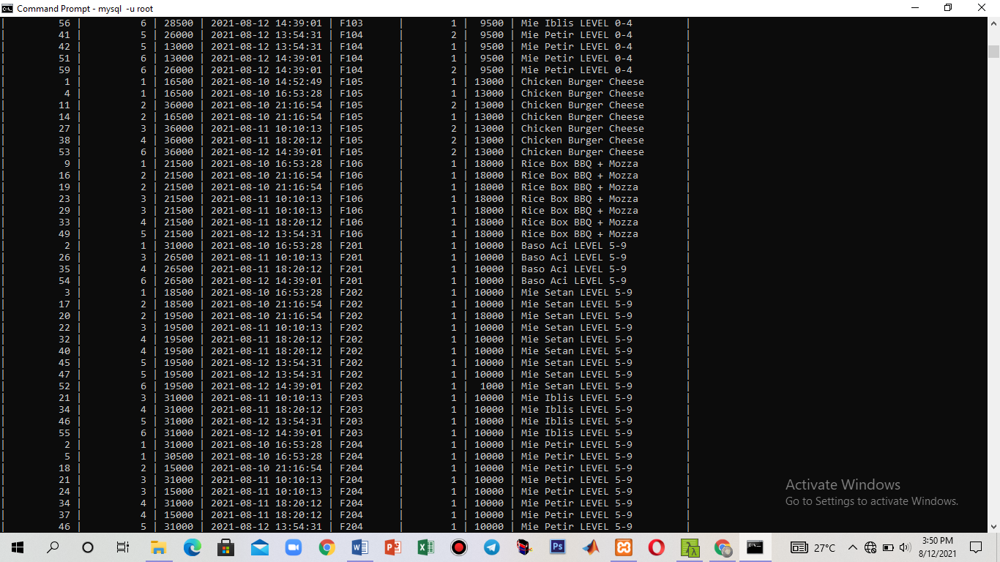 Command Prompt - mysql -u root
| 56 | 6 | 28500 | 2021-08-12 14:39:01 | F103 | 1 | 9500 | Mie Iblis LEVEL 0-4 |
| 41 | 5 | 26000 | 2021-08-12 13:54:31 | F104 | 2 | 9500 | Mie Petir LEVEL 0-4 |
| 42 | 5 | 13000 | 2021-08-12 13:54:31 | F104 | 1 | 9500 | Mie Petir LEVEL 0-4 |
| 51 | 6 | 13000 | 2021-08-12 14:39:01 | F104 | 1 | 9500 | Mie Petir LEVEL 0-4 |
| 59 | 6 | 26000 | 2021-08-12 14:39:01 | F104 | 2 | 9500 | Mie Petir LEVEL 0-4 |
| 1 | 1 | 16500 | 2021-08-10 14:52:49 | F105 | 1 | 13000 | Chicken Burger Cheese |
| 4 | 1 | 16500 | 2021-08-10 16:53:28 | F105 | 1 | 13000 | Chicken Burger Cheese |
| 11 | 2 | 36000 | 2021-08-10 21:16:54 | F105 | 2 | 13000 | Chicken Burger Cheese |
| 14 | 2 | 16500 | 2021-08-10 21:16:54 | F105 | 1 | 13000 | Chicken Burger Cheese |
| 27 | 3 | 36000 | 2021-08-11 10:10:13 | F105 | 2 | 13000 | Chicken Burger Cheese |
| 38 | 4 | 36000 | 2021-08-11 18:20:12 | F105 | 2 | 13000 | Chicken Burger Cheese |
| 53 | 6 | 36000 | 2021-08-12 14:39:01 | F105 | 2 | 13000 | Chicken Burger Cheese |
| 9 | 1 | 21500 | 2021-08-10 16:53:28 | F106 | 1 | 18000 | Rice Box BBQ + Mozza |
| 16 | 2 | 21500 | 2021-08-10 21:16:54 | F106 | 1 | 18000 | Rice Box BBQ + Mozza |
| 19 | 2 | 21500 | 2021-08-10 21:16:54 | F106 | 1 | 18000 | Rice Box BBQ + Mozza |
| 23 | 3 | 21500 | 2021-08-11 10:10:13 | F106 | 1 | 18000 | Rice Box BBQ + Mozza |
| 29 | 3 | 21500 | 2021-08-11 10:10:13 | F106 | 1 | 18000 | Rice Box BBQ + Mozza |
| 33 | 4 | 21500 | 2021-08-11 18:20:12 | F106 | 1 | 18000 | Rice Box BBQ + Mozza |
| 49 | 5 | 21500 | 2021-08-12 13:54:31 | F106 | 1 | 18000 | Rice Box BBQ + Mozza |
| 2 | 1 | 31000 | 2021-08-10 16:53:28 | F201 | 1 | 10000 | Baso Aci LEVEL 5-9 |
| 26 | 3 | 26500 | 2021-08-11 10:10:13 | F201 | 1 | 10000 | Baso Aci LEVEL 5-9 |
| 35 | 4 | 26500 | 2021-08-11 18:20:12 | F201 | 1 | 10000 | Baso Aci LEVEL 5-9 |
| 54 | 6 | 26500 | 2021-08-12 14:39:01 | F201 | 1 | 10000 | Baso Aci LEVEL 5-9 |
| 3 | 1 | 18500 | 2021-08-10 16:53:28 | F202 | 1 | 10000 | Mie Setan LEVEL 5-9 |
| 17 | 2 | 18500 | 2021-08-10 21:16:54 | F202 | 1 | 10000 | Mie Setan LEVEL 5-9 |
| 20 | 2 | 19500 | 2021-08-10 21:16:54 | F202 | 1 | 18000 | Mie Setan LEVEL 5-9 |
| 22 | 3 | 19500 | 2021-08-11 10:10:13 | F202 | 1 | 10000 | Mie Setan LEVEL 5-9 |
| 32 | 4 | 19500 | 2021-08-11 18:20:12 | F202 | 1 | 10000 | Mie Setan LEVEL 5-9 |
| 40 | 4 | 19500 | 2021-08-11 18:20:12 | F202 | 1 | 10000 | Mie Setan LEVEL 5-9 |
| 45 | 5 | 19500 | 2021-08-12 13:54:31 | F202 | 1 | 10000 | Mie Setan LEVEL 5-9 |
| 47 | 5 | 19500 | 2021-08-12 13:54:31 | F202 | 1 | 10000 | Mie Setan LEVEL 5-9 |
| 52 | 6 | 19500 | 2021-08-12 14:39:01 | F202 | 1 | 1000 | Mie Setan LEVEL 5-9 |
| 21 | 3 | 31000 | 2021-08-11 10:10:13 | F203 | 1 | 10000 | Mie Iblis LEVEL 5-9 |
| 34 | 4 | 31000 | 2021-08-11 18:20:12 | F203 | 1 | 10000 | Mie Iblis LEVEL 5-9 |
| 46 | 5 | 31000 | 2021-08-12 13:54:31 | F203 | 1 | 10000 | Mie Iblis LEVEL 5-9 |
| 55 | 6 | 31000 | 2021-08-12 14:39:01 | F203 | 1 | 10000 | Mie Iblis LEVEL 5-9 |
| 2 | 1 | 31000 | 2021-08-10 16:53:28 | F204 | 1 | 10000 | Mie Petir LEVEL 5-9 |
| 5 | 1 | 30500 | 2021-08-10 16:53:28 | F204 | 1 | 10000 | Mie Petir LEVEL 5-9 |
| 18 | 2 | 15000 | 2021-08-10 21:16:54 | F204 | 1 | 10000 | Mie Petir LEVEL 5-9 |
| 21 | 3 | 31000 | 2021-08-11 10:10:13 | F204 | 1 | 10000 | Mie Petir LEVEL 5-9 |
| 24 | 3 | 15000 | 2021-08-11 10:10:13 | F204 | 1 | 10000 | Mie Petir LEVEL 5-9 |
| 34 | 4 | 31000 | 2021-08-11 18:20:12 | F204 | 1 | 10000 | Mie Petir LEVEL 5-9 |
| 37 | 4 | 15000 | 2021-08-11 18:20:12 | F204 | 1 | 10000 | Mie Petir LEVEL 5-9 |
| 46 | 5 | 31000 | 2021-08-12 13:54:31 | F204 | 1 | 10000 | Mie Petir LEVEL 5-9 |
Activate Windows
Go to Settings to activate Windows.
27°C
3:50 PM
8/12/2021